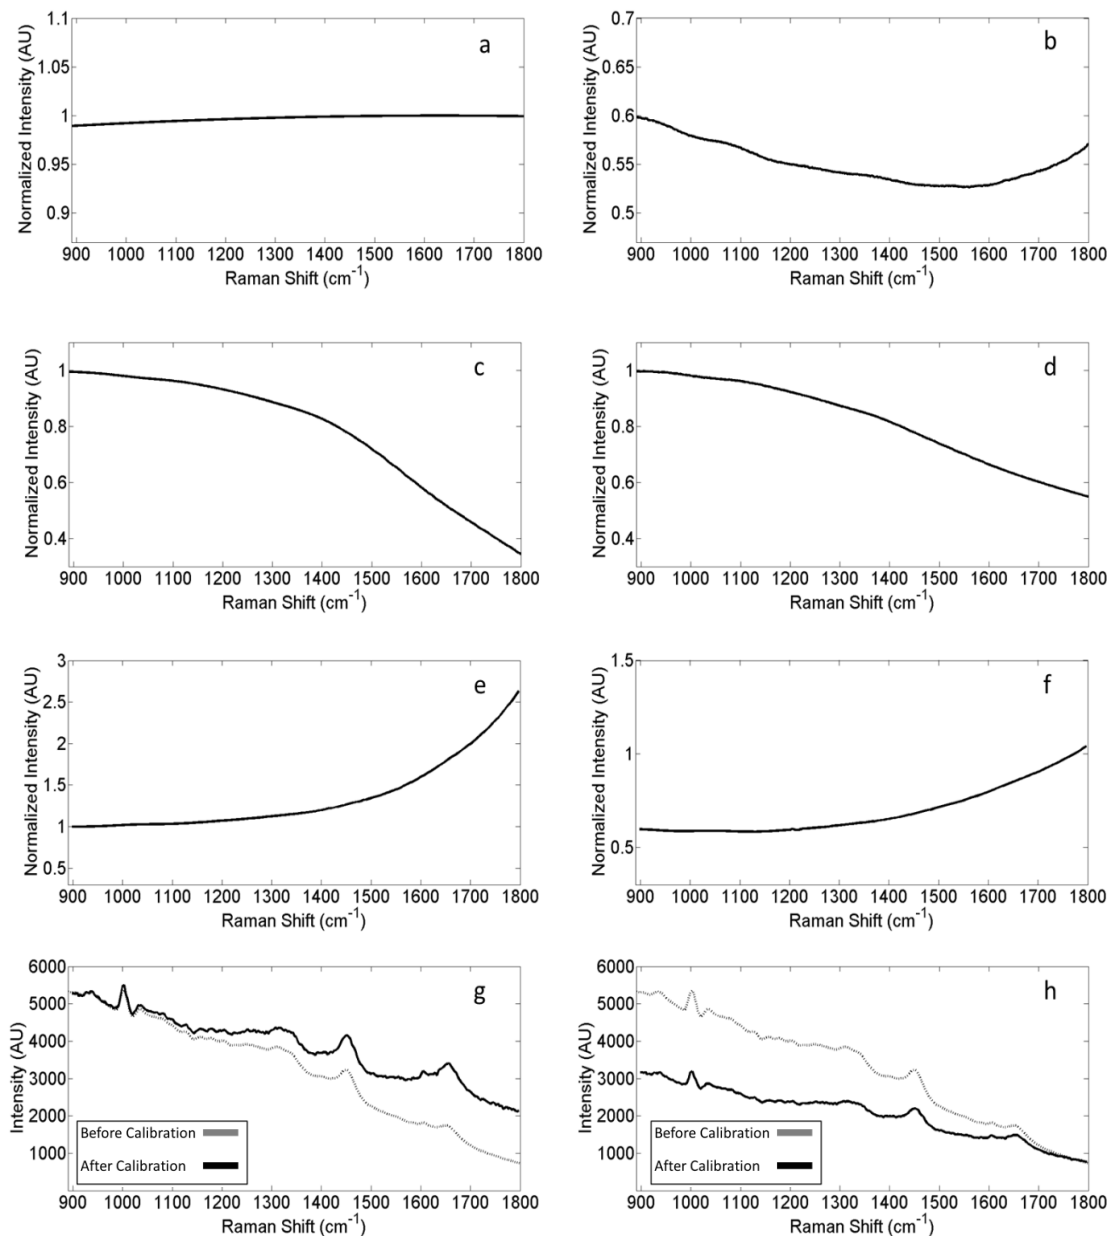 a
Normalized Intensity (AU)
1.1
1.05
1
0.95
0.9
900 1000 1100 1200 1300 1400 1500 1600 1700 1800
Raman Shift (cm⁻¹)
b
Normalized Intensity (AU)
0.7
0.65
0.6
0.55
0.5
900 1000 1100 1200 1300 1400 1500 1600 1700 1800
Raman Shift (cm⁻¹)
c
Normalized Intensity (AU)
1
0.8
0.6
0.4
900 1000 1100 1200 1300 1400 1500 1600 1700 1800
Raman Shift (cm⁻¹)
d
Normalized Intensity (AU)
1
0.8
0.6
0.4
900 1000 1100 1200 1300 1400 1500 1600 1700 1800
Raman Shift (cm⁻¹)
e
Normalized Intensity (AU)
3
2.5
2
1.5
1
0.5
900 1000 1100 1200 1300 1400 1500 1600 1700 1800
Raman Shift (cm⁻¹)
f
Normalized Intensity (AU)
1.5
1
0.5
900 1000 1100 1200 1300 1400 1500 1600 1700 1800
Raman Shift (cm⁻¹)
g
Intensity (AU)
6000
5000
4000
3000
2000
1000
Before Calibration
After Calibration
900 1000 1100 1200 1300 1400 1500 1600 1700 1800
Raman Shift (cm⁻¹)
h
Intensity (AU)
6000
5000
4000
3000
2000
1000
Before Calibration
After Calibration
900 1000 1100 1200 1300 1400 1500 1600 1700 1800
Raman Shift (cm⁻¹)